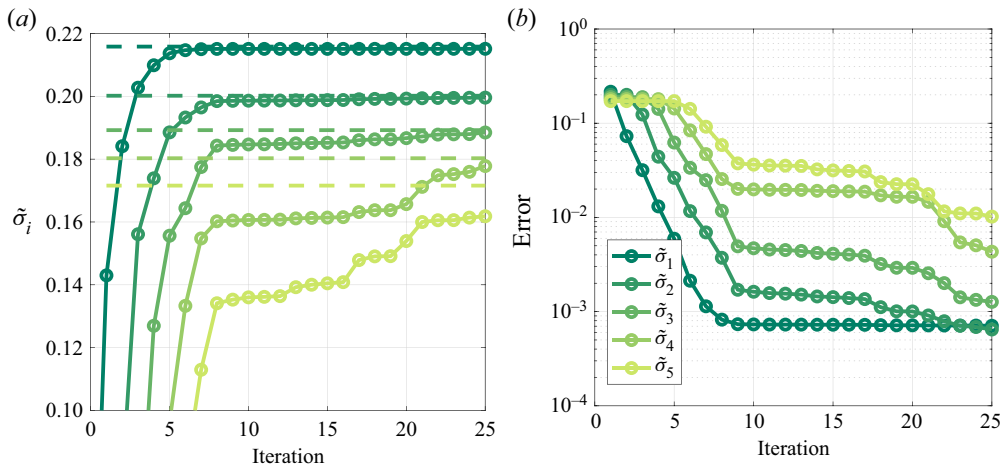 (a)
0.22
0.20
0.18
0.16
0.14
0.12
0.10
σ̃ᵢ
0 5 10 15 20 25
Iteration
(b)
10⁰
10⁻¹
10⁻²
10⁻³
10⁻⁴
Error
σ̃₁
σ̃₂
σ̃₃
σ̃₄
σ̃₅
0 5 10 15 20 25
Iteration